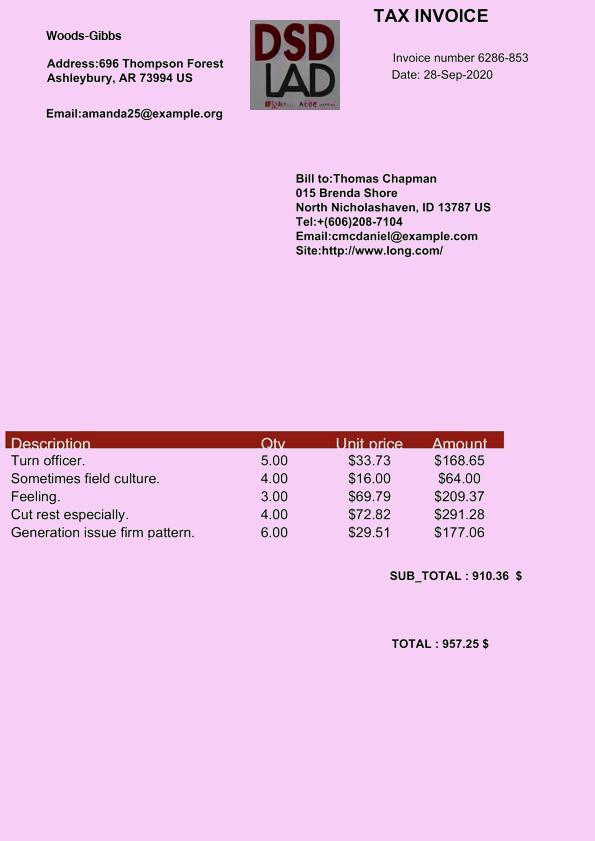 TAX INVOICE
Woods-Gibbs
Address:696 Thompson Forest
Ashleybury, AR 73994 US
Email:amanda25@example.org
DSD
LAD
Invoice number 6286-853
Date: 28-Sep-2020
Bill to:Thomas Chapman
015 Brenda Shore
North Nicholashaven, ID 13787 US
Tel:+(606)208-7104
Email:cmcdaniel@example.com
Site:http://www.long.com/
Description Qty Unit price Amount
Turn officer. 5.00 $33.73 $168.65
Sometimes field culture. 4.00 $16.00 $64.00
Feeling. 3.00 $69.79 $209.37
Cut rest especially. 4.00 $72.82 $291.28
Generation issue firm pattern. 6.00 $29.51 $177.06
SUB_TOTAL : 910.36 $
TOTAL : 957.25 $